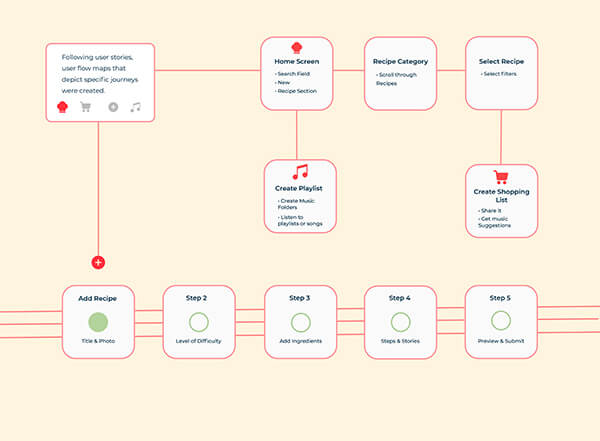 Following user stories,
user flow maps that
depict specific journeys
were created.
Home Screen
• Search Field
• New
• Recipe Section
Recipe Category
• Scroll through
Recipes
Select Recipe
• Select Filters
Create Playlist
• Create Music
Folders
• Listen to
playlists or songs
Create Shopping
List
• Share it
• Get music
Suggestions
Add Recipe
Title & Photo
Step 2
Level of Difficulty
Step 3
Add Ingredients
Step 4
Steps & Stories
Step 5
Preview & Submit